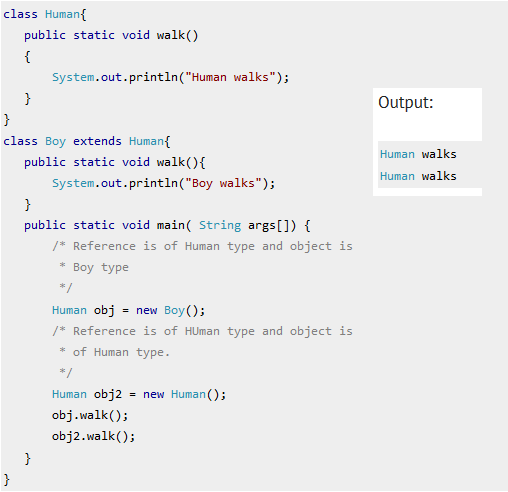 class Human{
   public static void walk()
   {
       System.out.println("Human walks");
   }
}
class Boy extends Human{
   public static void walk(){
       System.out.println("Boy walks");
   }
   public static void main( String args[]) {
       /* Reference is of Human type and object is
        * Boy type
        */
       Human obj = new Boy();
       /* Reference is of HUman type and object is
        * of Human type.
        */
       Human obj2 = new Human();
       obj.walk();
       obj2.walk();
   }
}
Output:
Human walks
Human walks